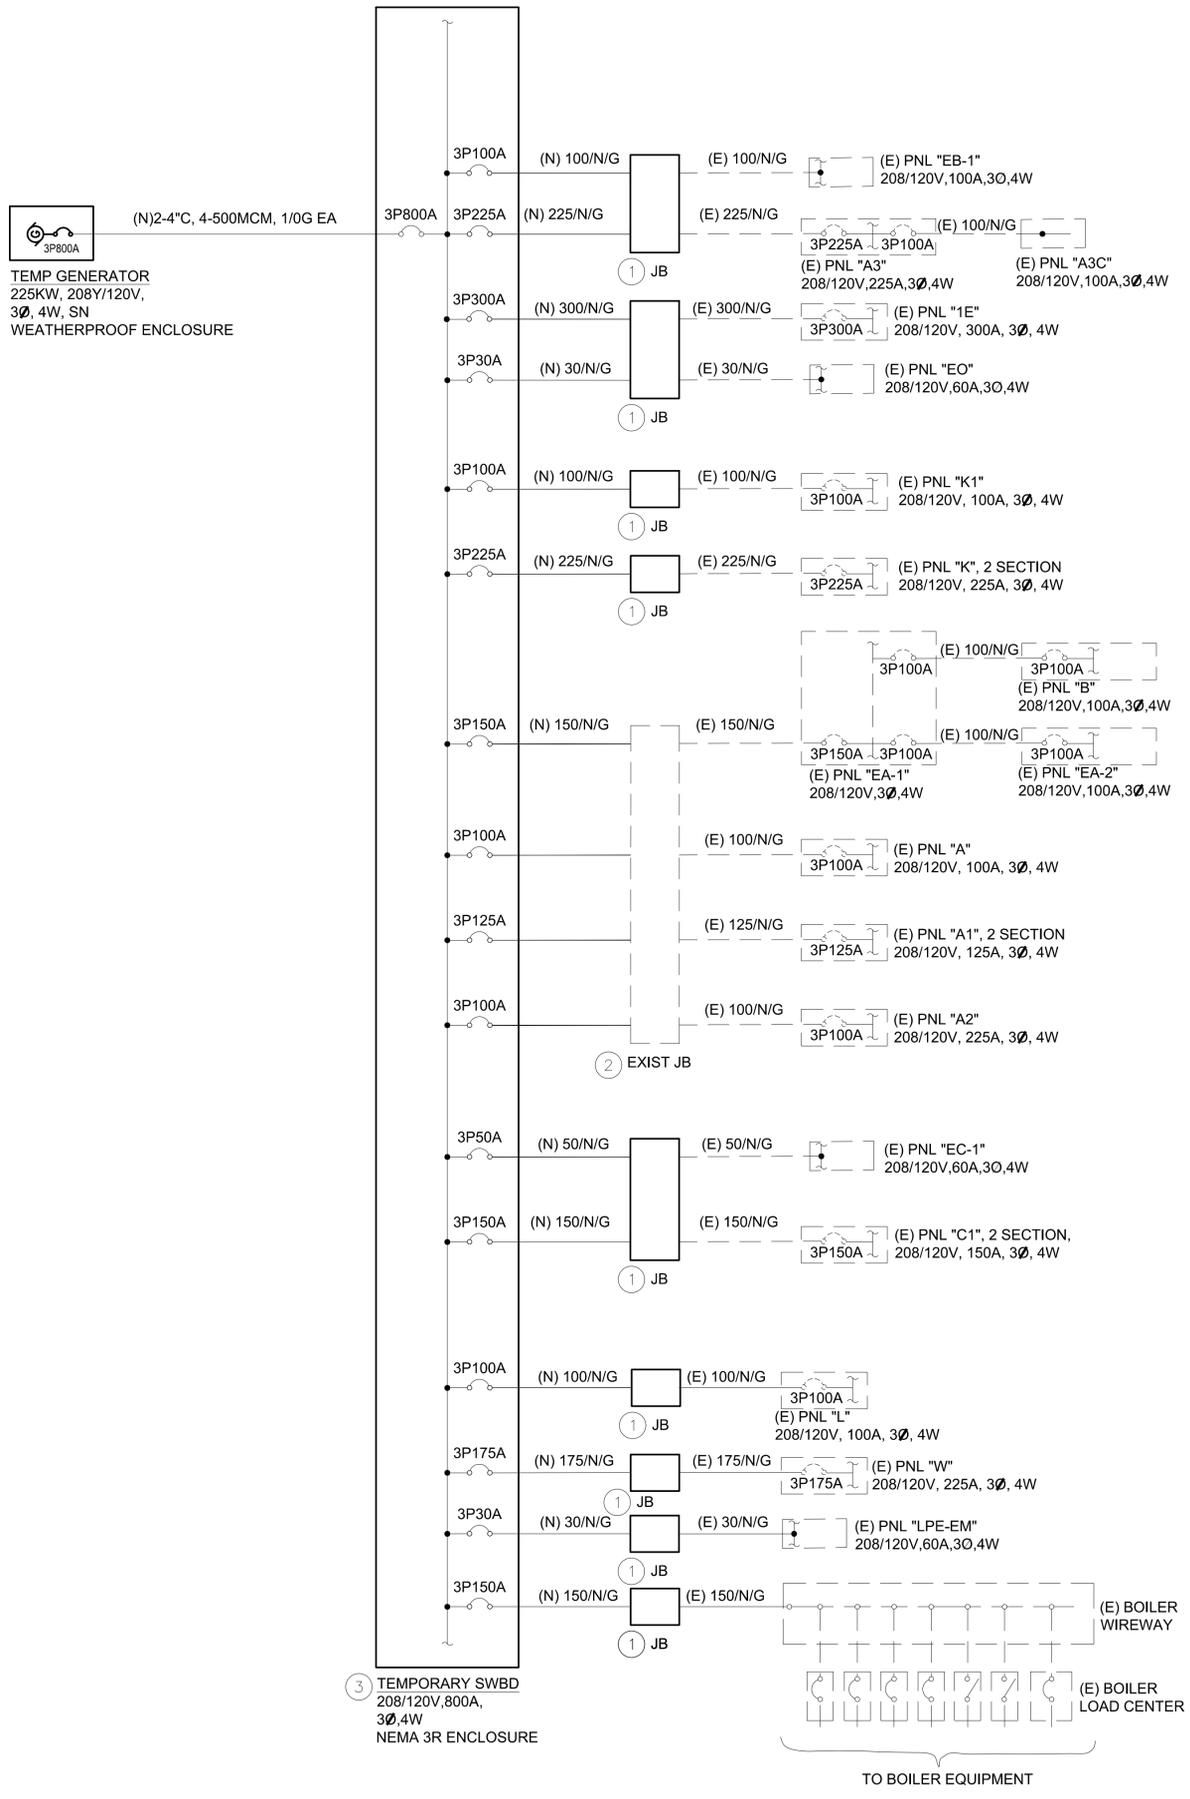 3P100A
(N) 100/N/G
(E) 100/N/G
(E) PNL "EB-1"
208/120V,100A,3Ø,4W
(N)2-4"C, 4-500MCM, 1/0G EA
3P800A
3P225A
(N) 225/N/G
(E) 225/N/G
(E) 100/N/G
G
3P800A
3P225A
3P100A
1
JB
(E) PNL "A3"
208/120V,225A,3Ø,4W
(E) PNL "A3C"
208/120V,100A,3Ø,4W
TEMP GENERATOR
225KW, 208Y/120V,
3Ø, 4W, SN
WEATHERPROOF ENCLOSURE
3P300A
(N) 300/N/G
(E) 300/N/G
3P300A
(E) PNL "1E"
208/120V, 300A, 3Ø, 4W
3P30A
(N) 30/N/G
(E) 30/N/G
(E) PNL "EO"
208/120V,60A,3Ø,4W
1
JB
3P100A
(N) 100/N/G
(E) 100/N/G
3P100A
(E) PNL "K1"
208/120V, 100A, 3Ø, 4W
1
JB
3P225A
(N) 225/N/G
(E) 225/N/G
3P225A
(E) PNL "K", 2 SECTION
208/120V, 225A, 3Ø, 4W
1
JB
3P100A
(E) 100/N/G
3P100A
(E) PNL "B"
208/120V,100A,3Ø,4W
3P150A
(N) 150/N/G
(E) 150/N/G
3P150A
3P100A
(E) 100/N/G
3P100A
(E) PNL "EA-1"
208/120V,3Ø,4W
(E) PNL "EA-2"
208/120V,100A,3Ø,4W
3P100A
(E) 100/N/G
3P100A
(E) PNL "A"
208/120V, 100A, 3Ø, 4W
3P125A
(E) 125/N/G
3P125A
(E) PNL "A1", 2 SECTION
208/120V, 125A, 3Ø, 4W
3P100A
(E) 100/N/G
3P100A
(E) PNL "A2"
208/120V, 225A, 3Ø, 4W
2
EXIST JB
3P50A
(N) 50/N/G
(E) 50/N/G
(E) PNL "EC-1"
208/120V,60A,3Ø,4W
3P150A
(N) 150/N/G
(E) 150/N/G
3P150A
(E) PNL "C1", 2 SECTION,
208/120V, 150A, 3Ø, 4W
1
JB
3P100A
(N) 100/N/G
(E) 100/N/G
3P100A
(E) PNL "L"
208/120V, 100A, 3Ø, 4W
1
JB
3P175A
(N) 175/N/G
(E) 175/N/G
3P175A
(E) PNL "W"
208/120V, 225A, 3Ø, 4W
1
JB
3P30A
(N) 30/N/G
(E) 30/N/G
(E) PNL "LPE-EM"
208/120V,60A,3Ø,4W
1
JB
3P150A
(N) 150/N/G
(E) 150/N/G
(E) BOILER
WIREWAY
1
JB
3
TEMPORARY SWBD
208/120V,800A,
3Ø,4W
NEMA 3R ENCLOSURE
(E) BOILER
LOAD CENTER
TO BOILER EQUIPMENT